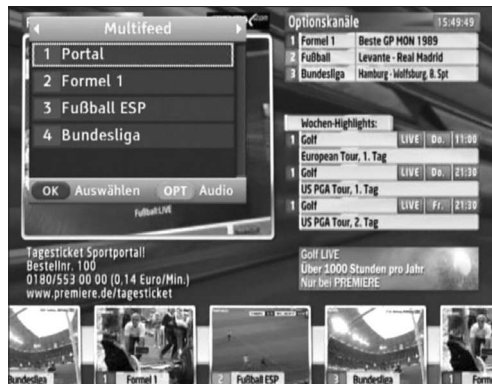 Multifeed
1 Portal
2 Formel 1
3 Fußball ESP
4 Bundesliga
OK Auswählen OPT Audio
Fußball:LIVE
Tagesticket Sportportal!
Bestellnr. 100
0180/553 00 00 (0,14 Euro/Min.)
www.premiere.de/tagesticket
Optionskanäle 15:49:49
1 Formel 1 Beste GP MON 1989
2 Fußball Levante - Real Madrid
3 Bundesliga Hamburg - Wolfsburg, 8. Spt
Wochen-Highlights:
1 Golf LIVE Do. 11:00
European Tour, 1. Tag
1 Golf LIVE Do. 21:30
US PGA Tour, 1. Tag
1 Golf LIVE Fr. 21:30
US PGA Tour, 2. Tag
Golf LIVE
Über 1000 Stunden pro Jahr
Nur bei PREMIERE
Bundesliga
1 Formel 1
2 Fußball ESP
3 Bundesliga
1 Form